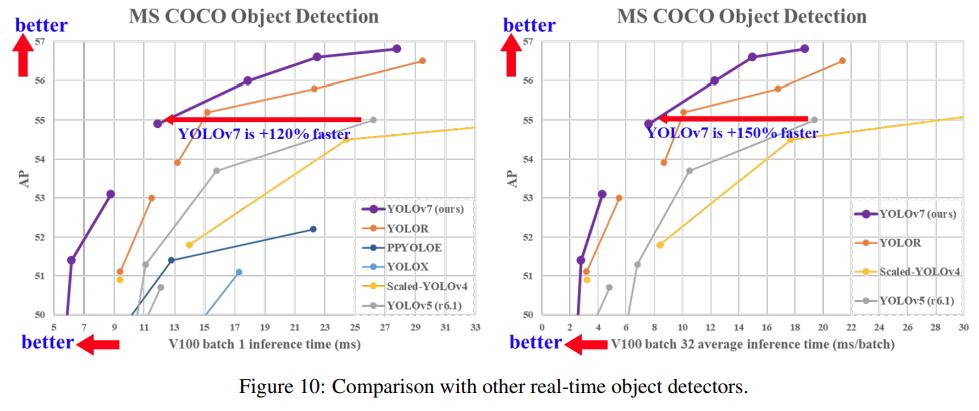 MS COCO Object Detection
better
57
56
55
54
53
52
51
50
AP
YOLOv7 is +120% faster
YOLOv7 (ours)
YOLOR
PPYOLOE
YOLOX
Scaled-YOLOv4
YOLOv5 (r6.1)
5 7 9 11 13 15 17 19 21 23 25 27 29 31 33
better
V100 batch 1 inference time (ms)
MS COCO Object Detection
better
57
56
55
54
53
52
51
50
AP
YOLOv7 is +150% faster
YOLOv7 (ours)
YOLOR
Scaled-YOLOv4
YOLOv5 (r6.1)
0 2 4 6 8 10 12 14 16 18 20 22 24 26 28 30
better
V100 batch 32 average inference time (ms/batch)
Figure 10: Comparison with other real-time object detectors.